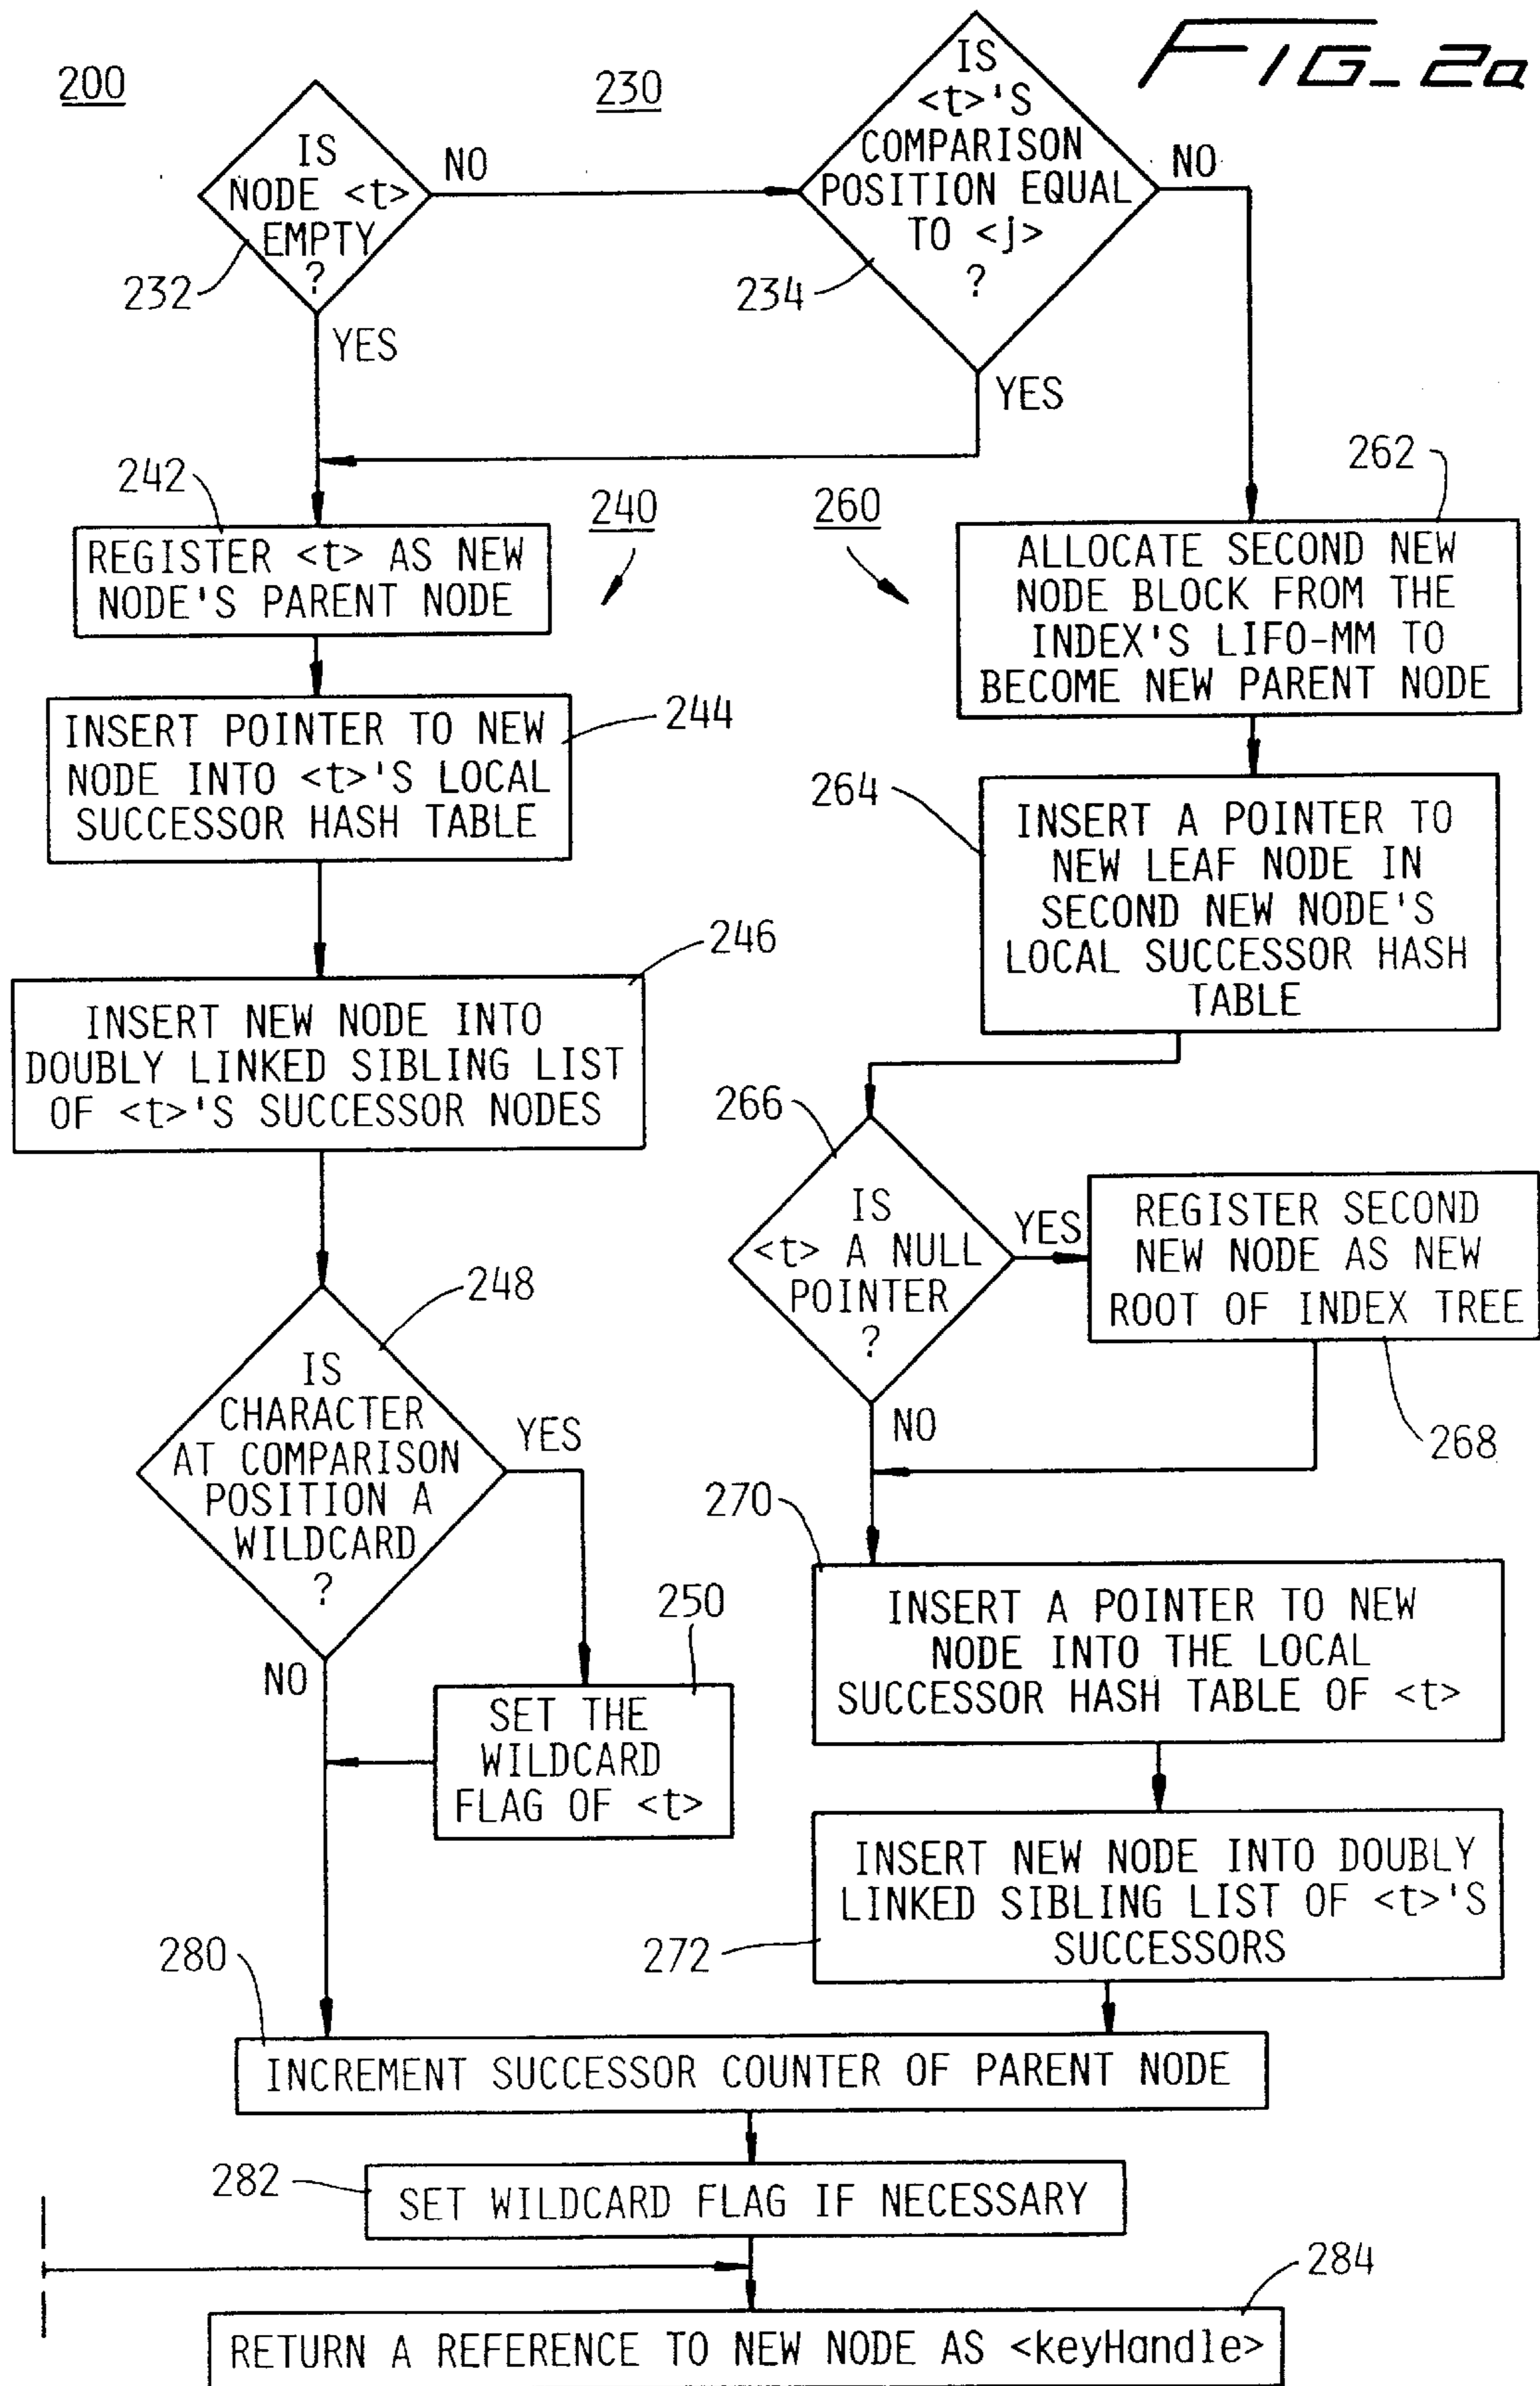 FIG_2a
200
230
IS
NODE <t>
EMPTY
?
232
NO
YES
IS
<t>'S
COMPARISON
POSITION EQUAL
TO <j>
?
234
NO
YES
242
240
260
262
REGISTER <t> AS NEW
NODE'S PARENT NODE
ALLOCATE SECOND NEW
NODE BLOCK FROM THE
INDEX'S LIFO-MM TO
BECOME NEW PARENT NODE
INSERT POINTER TO NEW
NODE INTO <t>'S LOCAL
SUCCESSOR HASH TABLE
244
264
INSERT A POINTER TO
NEW LEAF NODE IN
SECOND NEW NODE'S
LOCAL SUCCESSOR HASH
TABLE
246
INSERT NEW NODE INTO
DOUBLY LINKED SIBLING LIST
OF <t>'S SUCCESSOR NODES
266
IS
<t> A NULL
POINTER
?
YES
NO
REGISTER SECOND
NEW NODE AS NEW
ROOT OF INDEX TREE
268
248
IS
CHARACTER
AT COMPARISON
POSITION A
WILDCARD
?
YES
NO
250
SET THE
WILDCARD
FLAG OF <t>
270
INSERT A POINTER TO NEW
NODE INTO THE LOCAL
SUCCESSOR HASH TABLE OF <t>
INSERT NEW NODE INTO DOUBLY
LINKED SIBLING LIST OF <t>'S
SUCCESSORS
272
280
INCREMENT SUCCESSOR COUNTER OF PARENT NODE
282
SET WILDCARD FLAG IF NECESSARY
284
RETURN A REFERENCE TO NEW NODE AS <keyHandle>